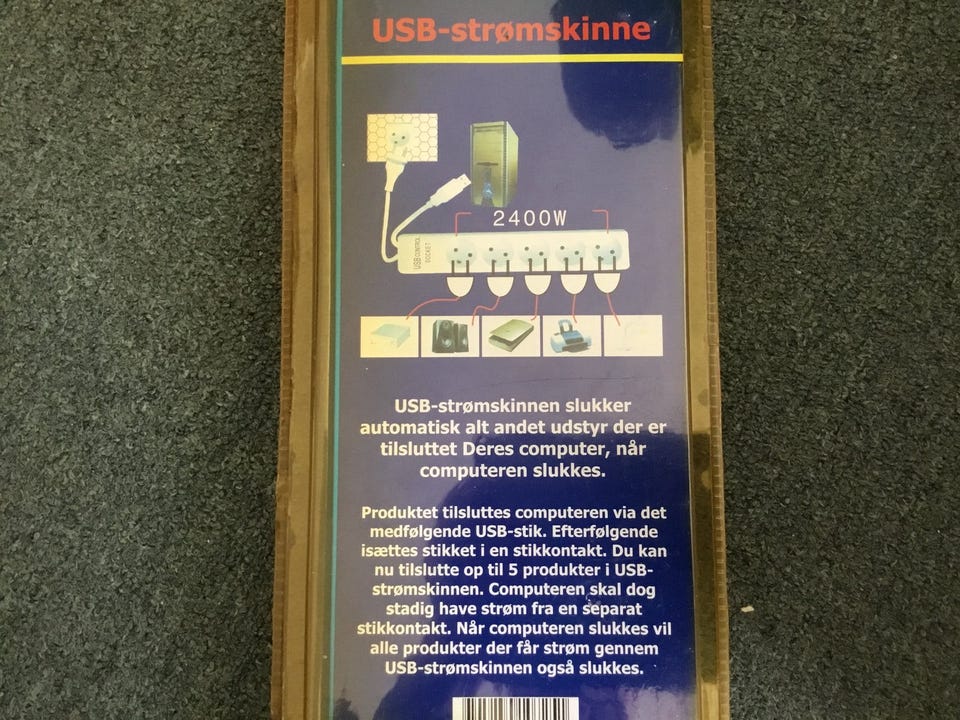 USB-strømskinne
2400W
USB CONTROL
SOCKET
USB-strømskinnen slukker
automatisk alt andet udstyr der er
tilsluttet Deres computer, når
computeren slukkes.
Produktet tilsluttes computeren via det
medfølgende USB-stik. Efterfølgende
isættes stikket i en stikkontakt. Du kan
nu tilslutte op til 5 produkter i USB-
strømskinnen. Computeren skal dog
stadig have strøm fra en separat
stikkontakt. Når computeren slukkes vil
alle produkter der får strøm gennem
USB-strømskinnen også slukkes.